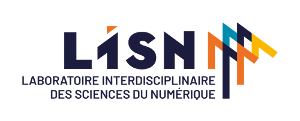 LISN
LABORATOIRE INTERDISCIPLINAIRE
DES SCIENCES DU NUMÉRIQUE